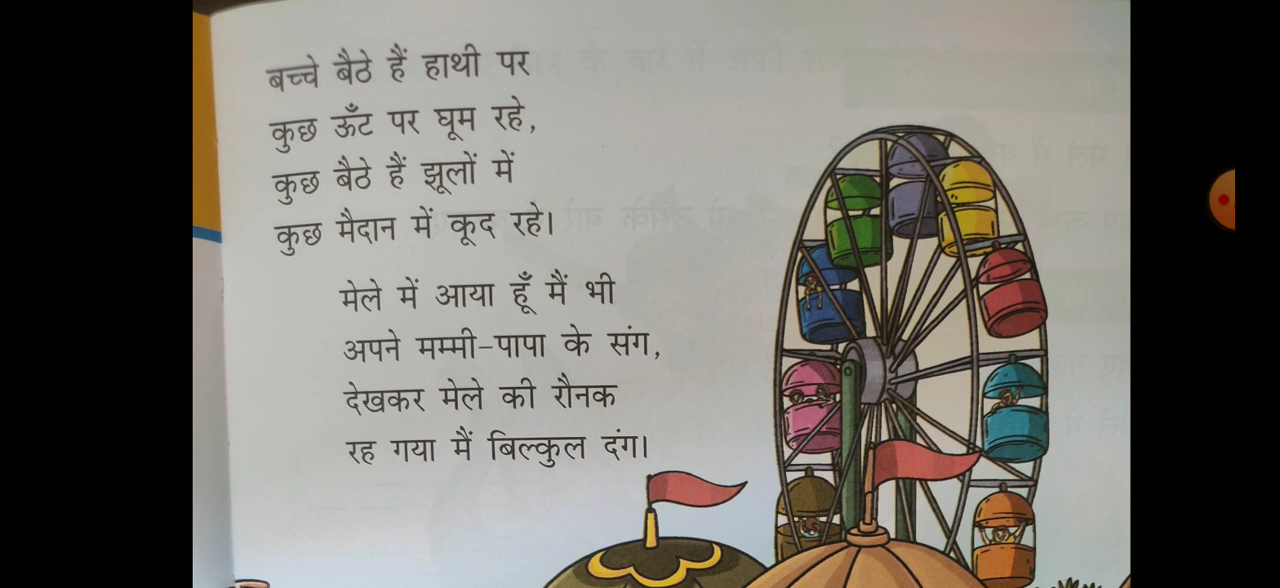 बच्चे बैठे हैं हाथी पर
कुछ ऊँट पर घूम रहे,
कुछ बैठे हैं झूलों में
कुछ मैदान में कूद रहे।
मेले में आया हूँ मैं भी
अपने मम्मी-पापा के संग,
देखकर मेले की रौनक
रह गया मैं बिल्कुल दंग।